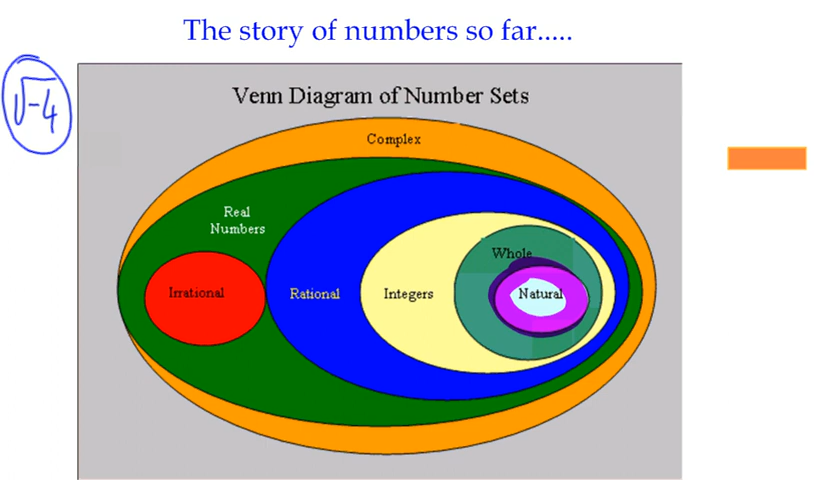 The story of numbers so far.....
√-4
Venn Diagram of Number Sets
Complex
Real
Numbers
Whole
Irrational
Rational
Integers
Natural